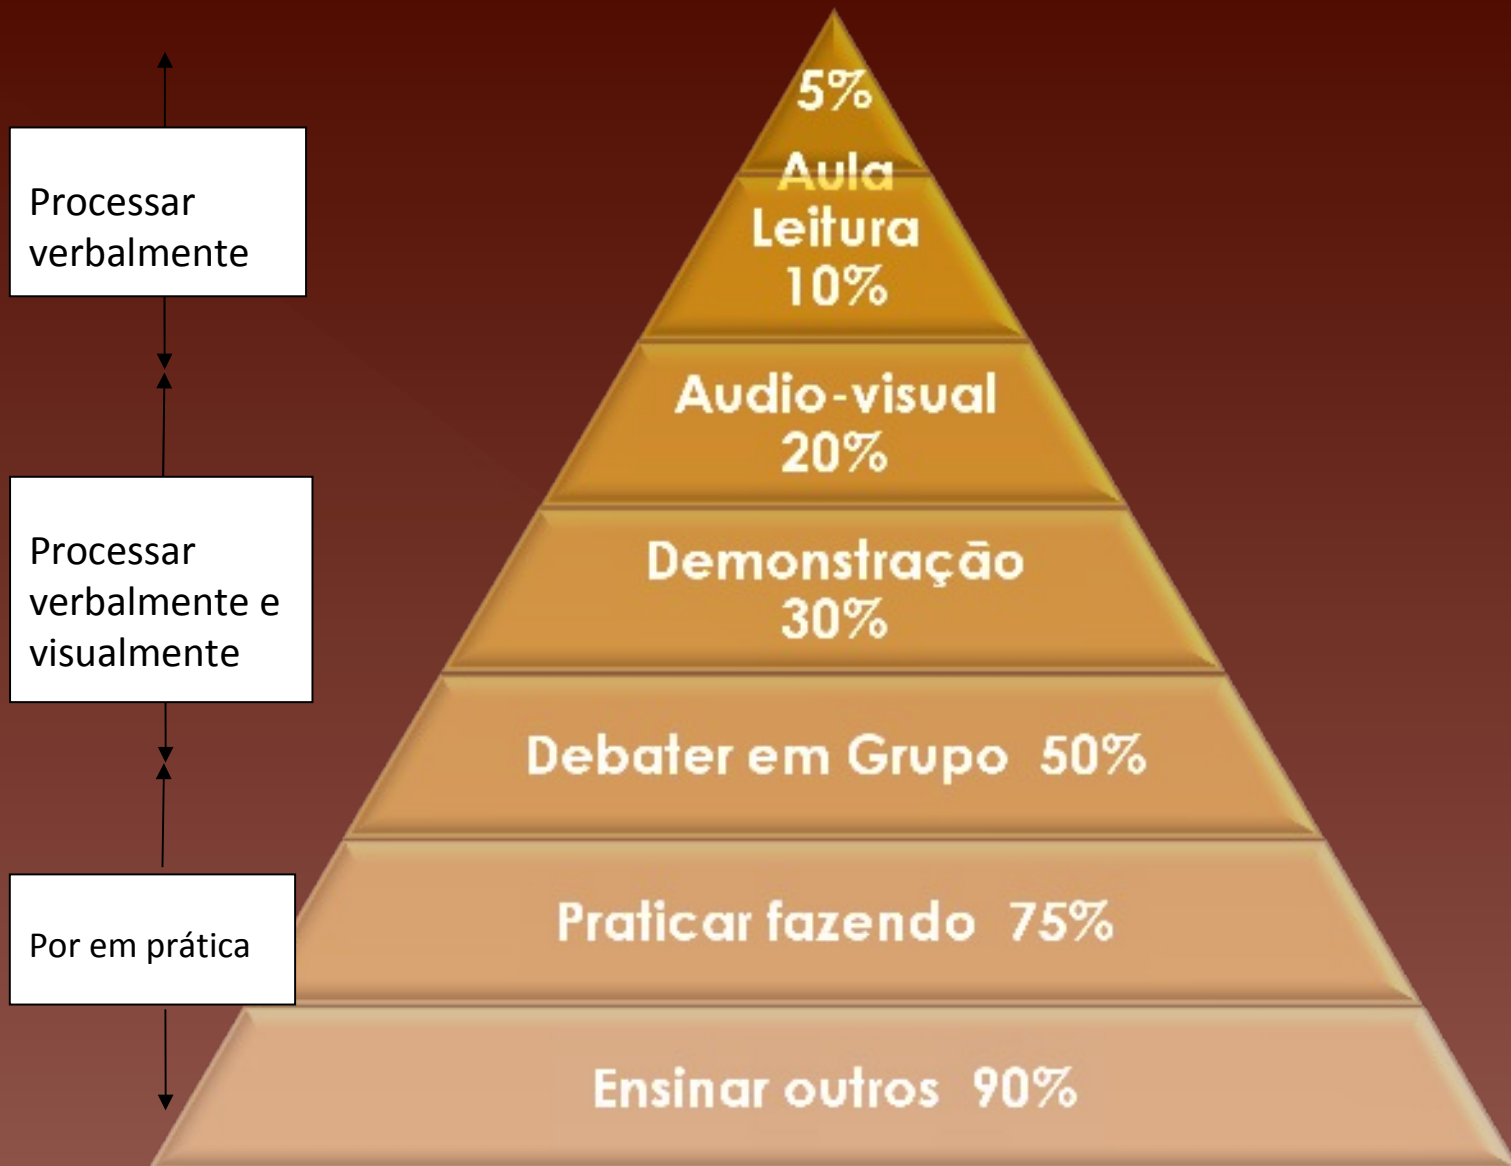 Processar
verbalmente
Processar
verbalmente e
visualmente
Por em prática
5%
Aula
Leitura
10%
Audio-visual
20%
Demonstração
30%
Debater em Grupo 50%
Praticar fazendo 75%
Ensinar outros 90%